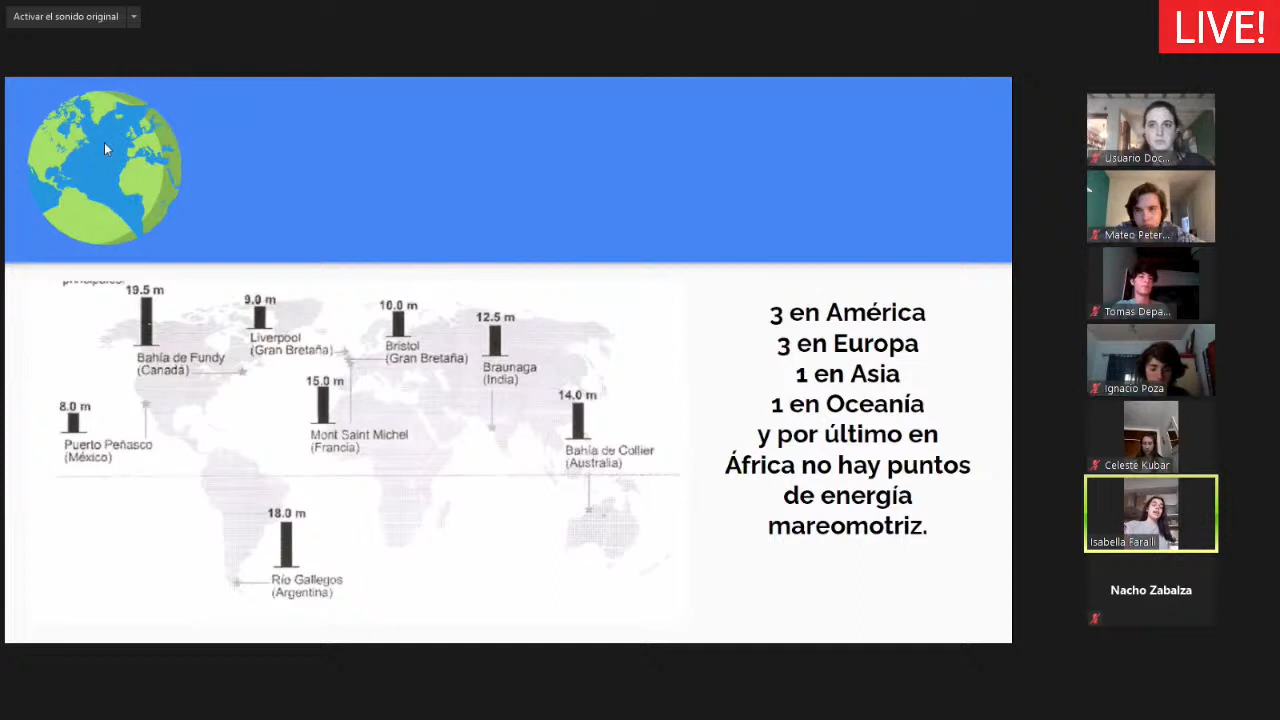 Activar el sonido original
LIVE!
principales:
19.5 m
Bahía de Fundy
(Canadá)
9.0 m
Liverpool
(Gran Bretaña)
10.0 m
Bristol
(Gran Bretaña)
12.5 m
Braunaga
(India)
8.0 m
Puerto Peñasco
(México)
15.0 m
Mont Saint Michel
(Francia)
14.0 m
Bahía de Collier
(Australia)
18.0 m
Río Gallegos
(Argentina)
3 en América
3 en Europa
1 en Asia
1 en Oceanía
y por último en
África no hay puntos
de energía
mareomotriz.
Usuario Doc...
Mateo Peter...
Tomas Depa...
Ignacio Poza
Celeste Kubar
Isabella Faralli
Nacho Zabalza